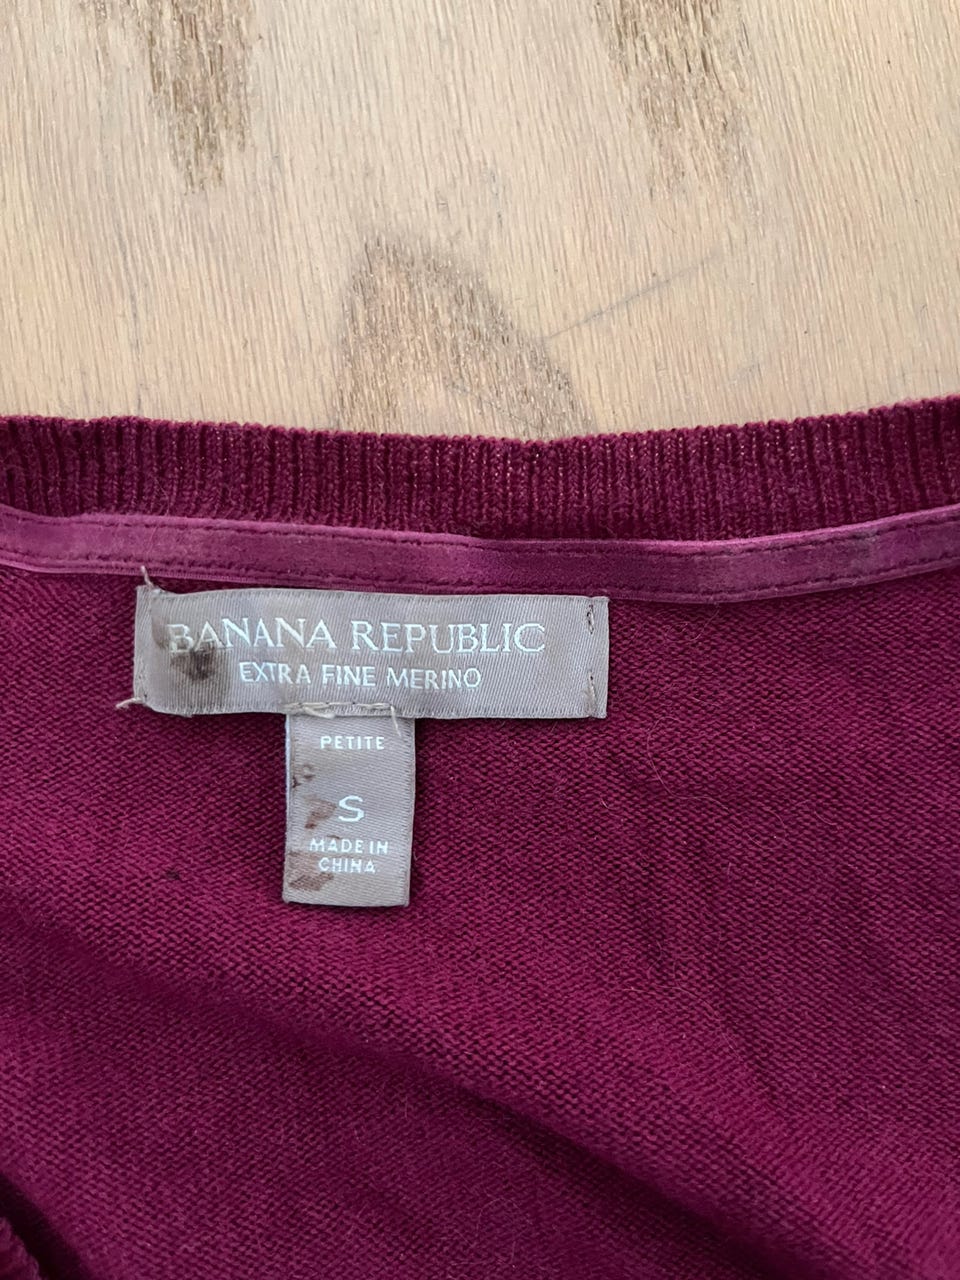 BANANA REPUBLIC
EXTRA FINE MERINO
PETITE
S
MADE IN
CHINA